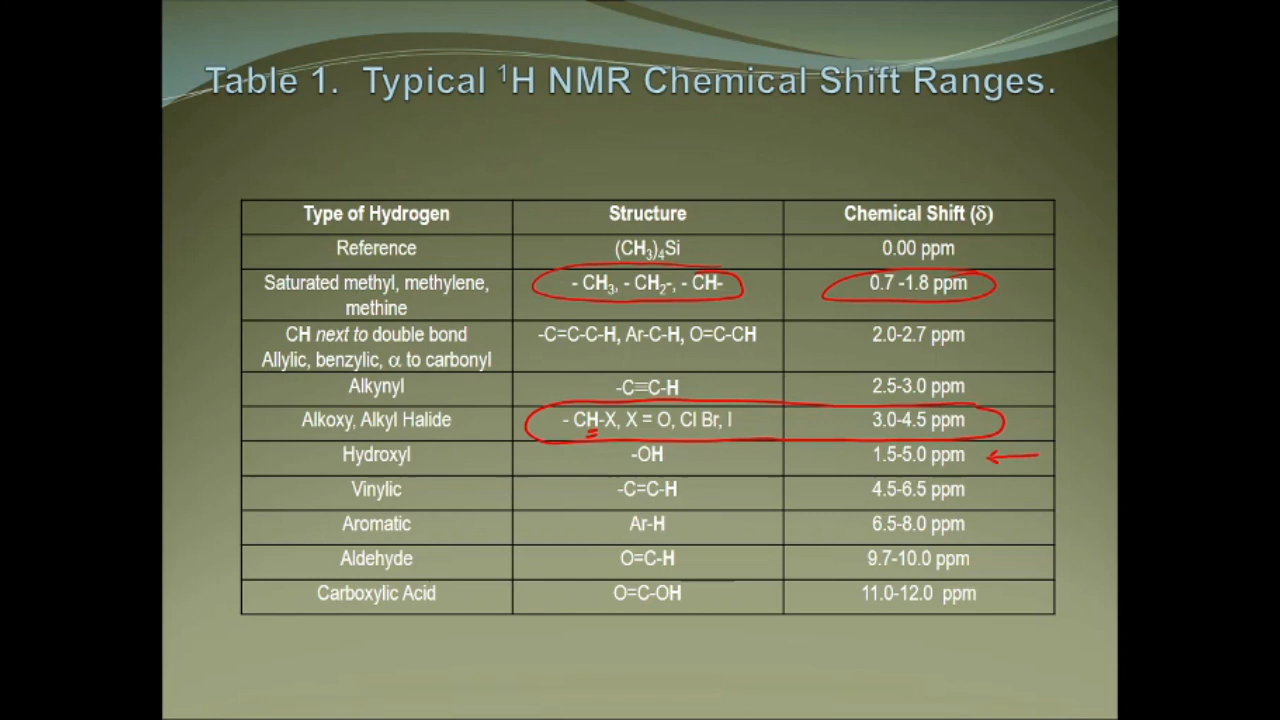 Table 1. Typical ¹H NMR Chemical Shift Ranges.
Type of Hydrogen Structure Chemical Shift (δ)
Reference (CH₃)₄Si 0.00 ppm
Saturated methyl, methylene, - CH₃, - CH₂-, - CH- 0.7 -1.8 ppm
methine
CH next to double bond -C=C-C-H, Ar-C-H, O=C-CH 2.0-2.7 ppm
Allylic, benzylic, α to carbonyl
Alkynyl -C≡C-H 2.5-3.0 ppm
Alkoxy, Alkyl Halide - CH-X, X = O, Cl Br, I 3.0-4.5 ppm
Hydroxyl -OH 1.5-5.0 ppm
Vinylic -C=C-H 4.5-6.5 ppm
Aromatic Ar-H 6.5-8.0 ppm
Aldehyde O=C-H 9.7-10.0 ppm
Carboxylic Acid O=C-OH 11.0-12.0 ppm